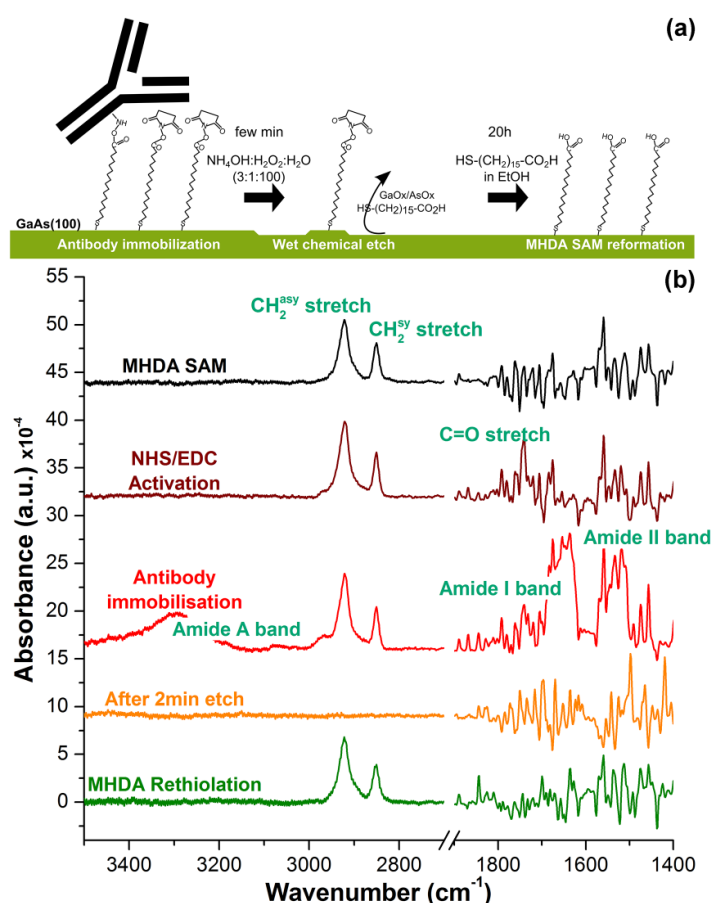 (a)
few min
NH₄OH:H₂O₂:H₂O
(3:1:100)
20h
HS-(CH₂)₁₅-CO₂H
in EtOH
GaOx/AsOx
HS-(CH₂)₁₅-CO₂H
NH
O
O
O
N
O
O
O
O
N
O
O
O
O
N
O
O
O
HO
O
HO
O
HO
O
S
S
S
S
S
S
S
GaAs(100)
Antibody immobilization
Wet chemical etch
MHDA SAM reformation
(b)
CH₂ᵃˢʸ stretch
CH₂ˢʸ stretch
MHDA SAM
C=O stretch
NHS/EDC
Activation
Amide II band
Antibody
immobilisation
Amide I band
Amide A band
After 2min etch
MHDA Rethiolation
Absorbance (a.u.) x10⁻⁴
55
50
45
40
35
30
25
20
15
10
5
0
3400 3200 3000 2800 1800 1600 1400
Wavenumber (cm⁻¹)